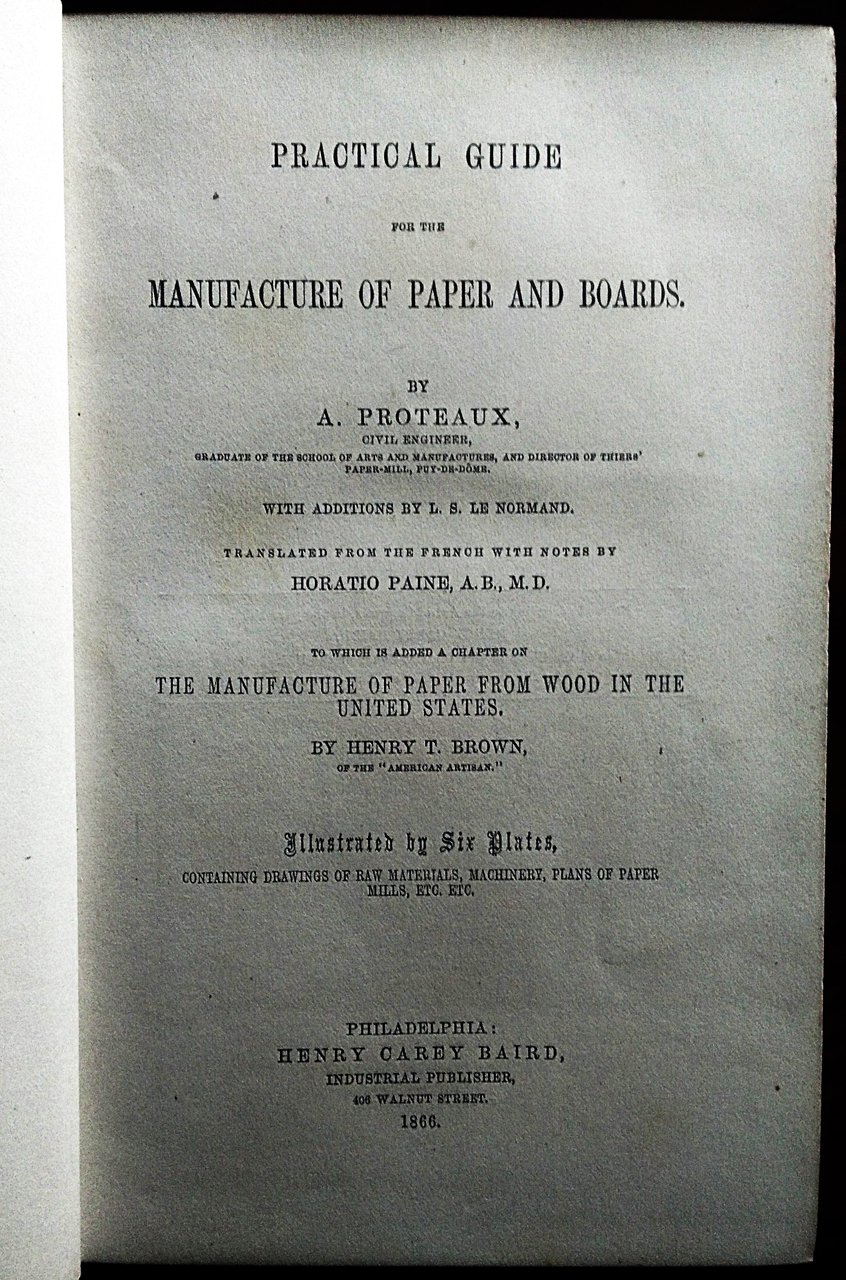 PRACTICAL GUIDE
FOR THE
MANUFACTURE OF PAPER AND BOARDS.
BY
A. PROTEAUX,
CIVIL ENGINEER,
GRADUATE OF THE SCHOOL OF ARTS AND MANUFACTURES, AND DIRECTOR OF THIERS'
PAPER-MILL, PUY-DE-DÔME.
WITH ADDITIONS BY L. S. LE NORMAND.
TRANSLATED FROM THE FRENCH WITH NOTES BY
HORATIO PAINE, A.B., M.D.
TO WHICH IS ADDED A CHAPTER ON
THE MANUFACTURE OF PAPER FROM WOOD IN THE
UNITED STATES.
BY HENRY T. BROWN,
OF THE "AMERICAN ARTISAN."
Illustrated by Six Plates,
CONTAINING DRAWINGS OF RAW MATERIALS, MACHINERY, PLANS OF PAPER
MILLS, ETC. ETC.
PHILADELPHIA:
HENRY CAREY BAIRD,
INDUSTRIAL PUBLISHER,
406 WALNUT STREET.
1866.